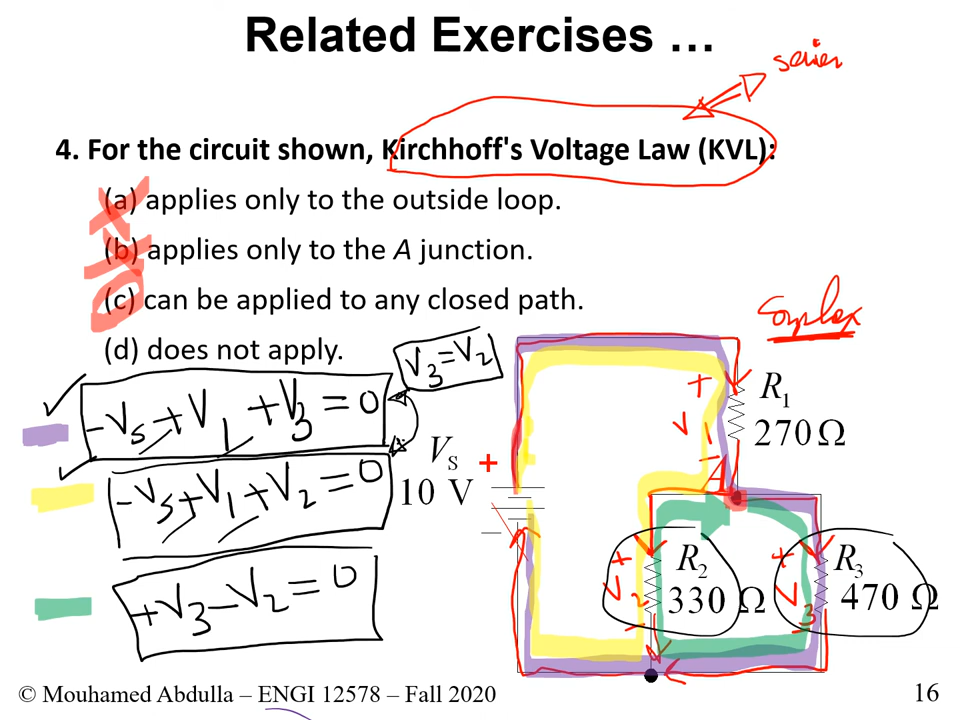 Related Exercises ...
series
4. For the circuit shown, Kirchhoff's Voltage Law (KVL):
(a) applies only to the outside loop.
(b) applies only to the A junction.
(c) can be applied to any closed path.
(d) does not apply.
Complex
V3=V2
-Vs+V1+V3=0
-Vs+V1+V2=0
+V3-V2=0
VS
10 V
+
+
V1
-
R1
270 Ω
A
+
V2
-
R2
330 Ω
+
V3
R3
470 Ω
© Mouhamed Abdulla – ENGI 12578 – Fall 2020
16